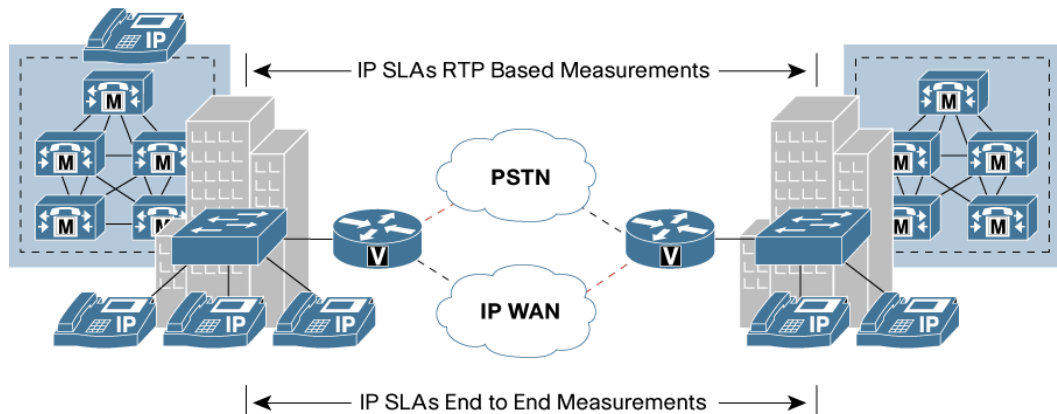 IP
IP SLAs RTP Based Measurements
M
M
M
M
M
M
M
M
M
M
PSTN
V
V
IP WAN
IP
IP
IP
IP
IP
IP SLAs End to End Measurements